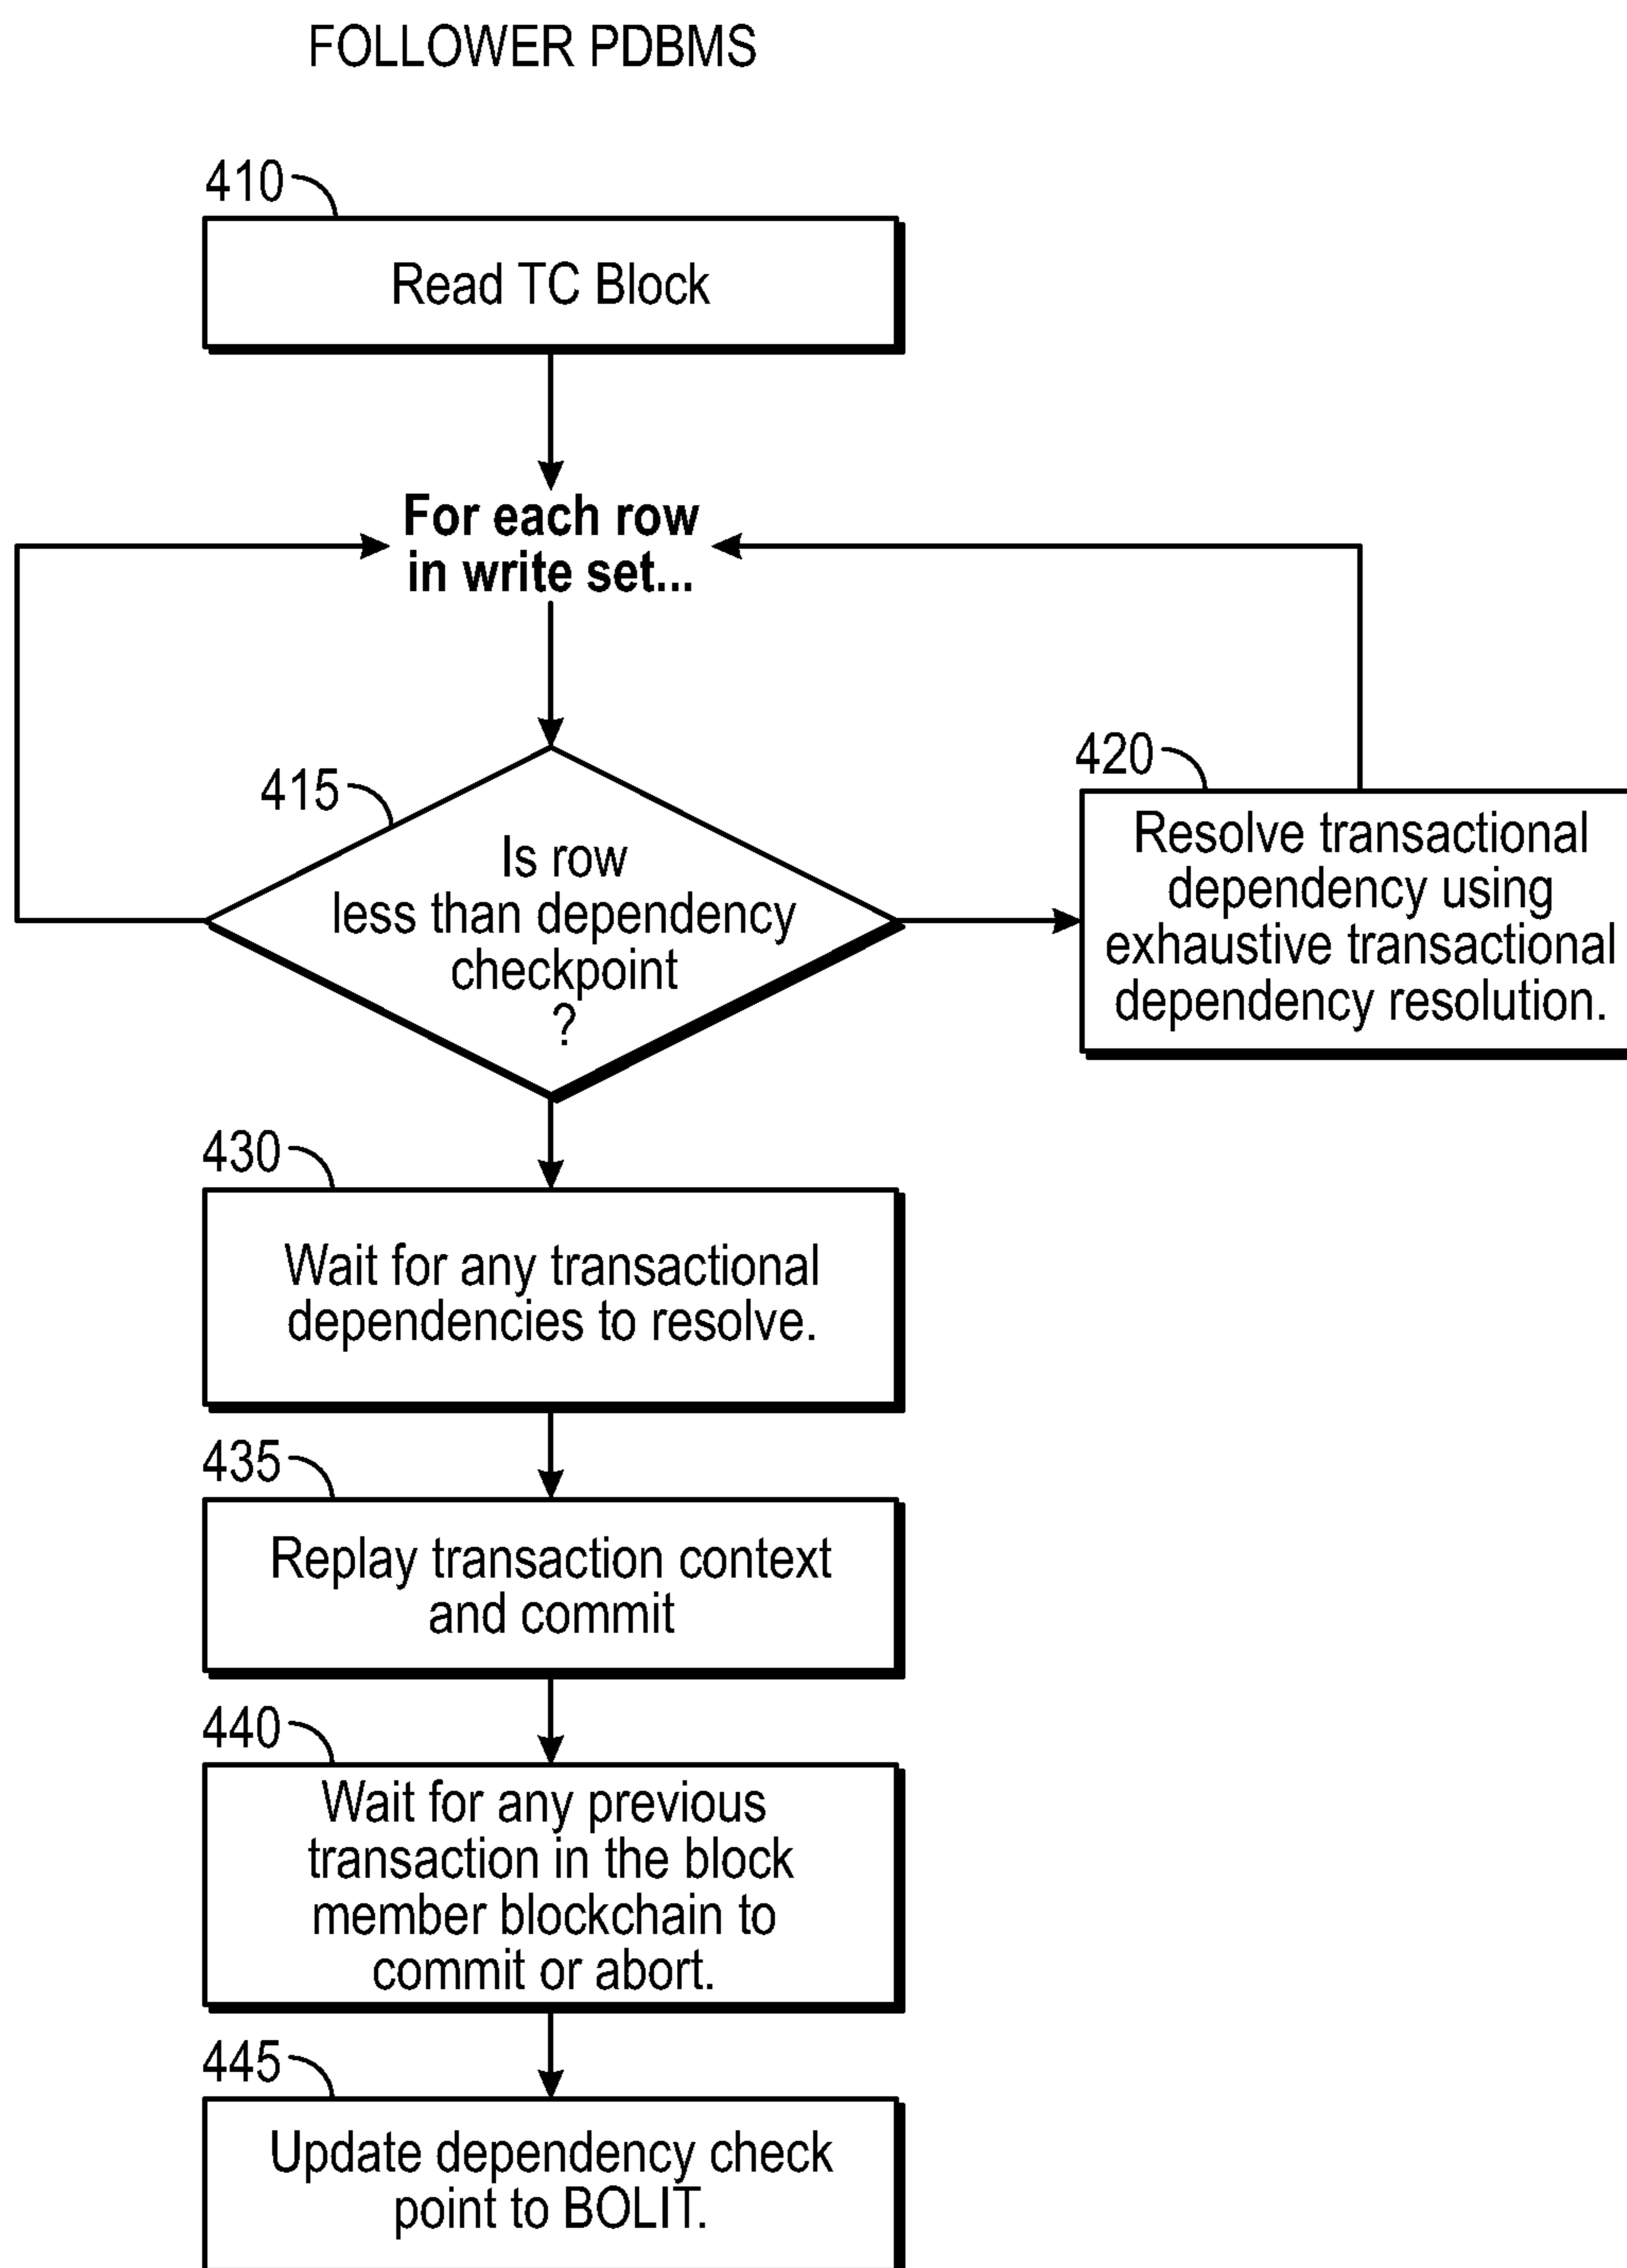 FOLLOWER PDBMS
410
Read TC Block
For each row
in write set...
415
Is row
less than dependency
checkpoint
?
420
Resolve transactional
dependency using
exhaustive transactional
dependency resolution.
430
Wait for any transactional
dependencies to resolve.
435
Replay transaction context
and commit
440
Wait for any previous
transaction in the block
member blockchain to
commit or abort.
445
Update dependency check
point to BOLIT.